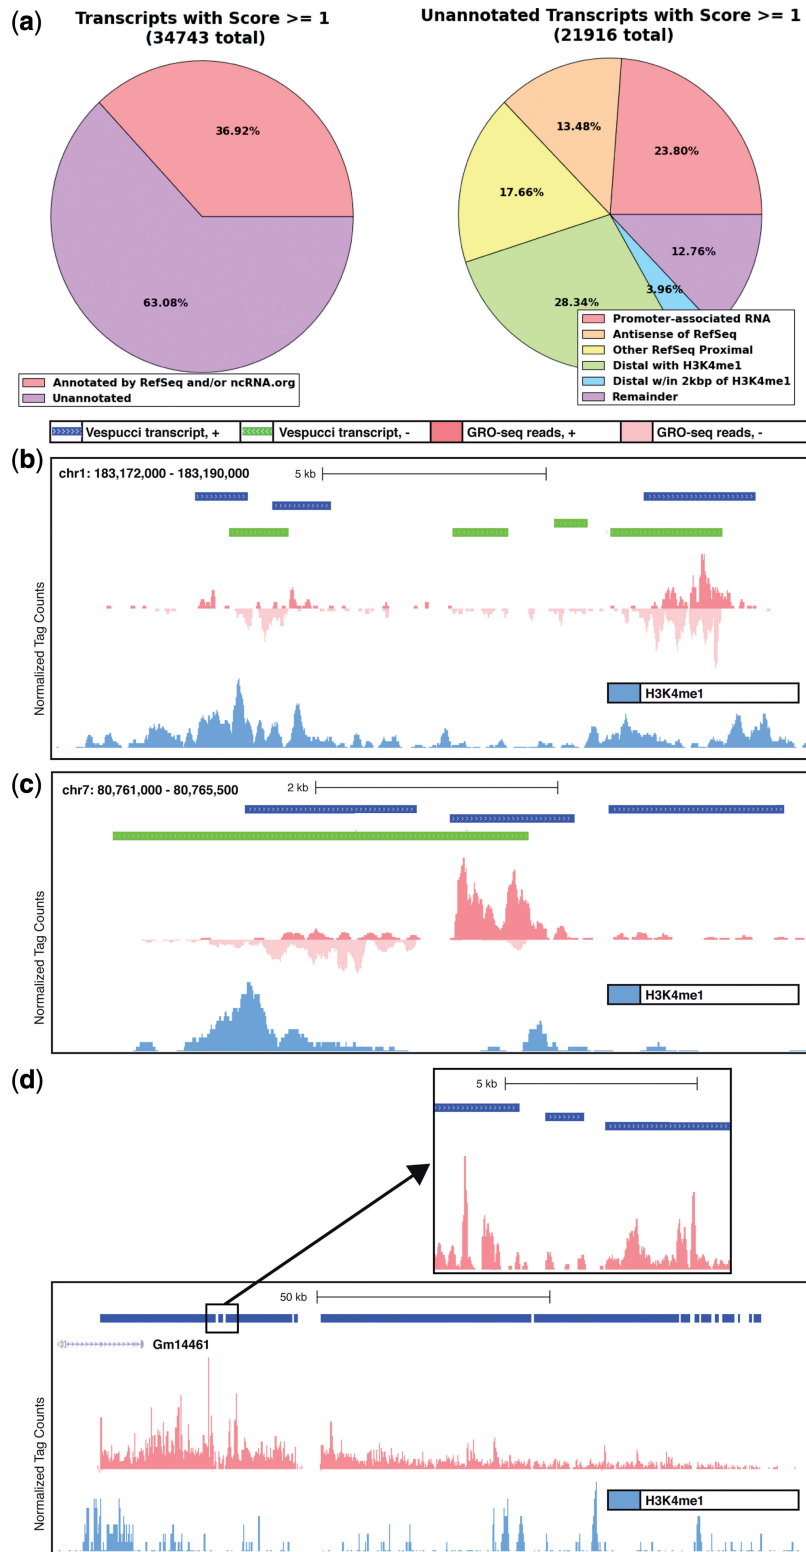 (a)
Transcripts with Score >= 1
(34743 total)
36.92%
63.08%
Annotated by RefSeq and/or ncRNA.org
Unannotated
Unannotated Transcripts with Score >= 1
(21916 total)
13.48%
23.80%
17.66%
12.76%
3.96%
28.34%
Promoter-associated RNA
Antisense of RefSeq
Other RefSeq Proximal
Distal with H3K4me1
Distal w/in 2kbp of H3K4me1
Remainder
Vespucci transcript, +
Vespucci transcript, -
GRO-seq reads, +
GRO-seq reads, -
(b)
chr1: 183,172,000 - 183,190,000
5 kb
Normalized Tag Counts
H3K4me1
(c)
chr7: 80,761,000 - 80,765,500
2 kb
Normalized Tag Counts
H3K4me1
(d)
5 kb
50 kb
Gm14461
Normalized Tag Counts
H3K4me1